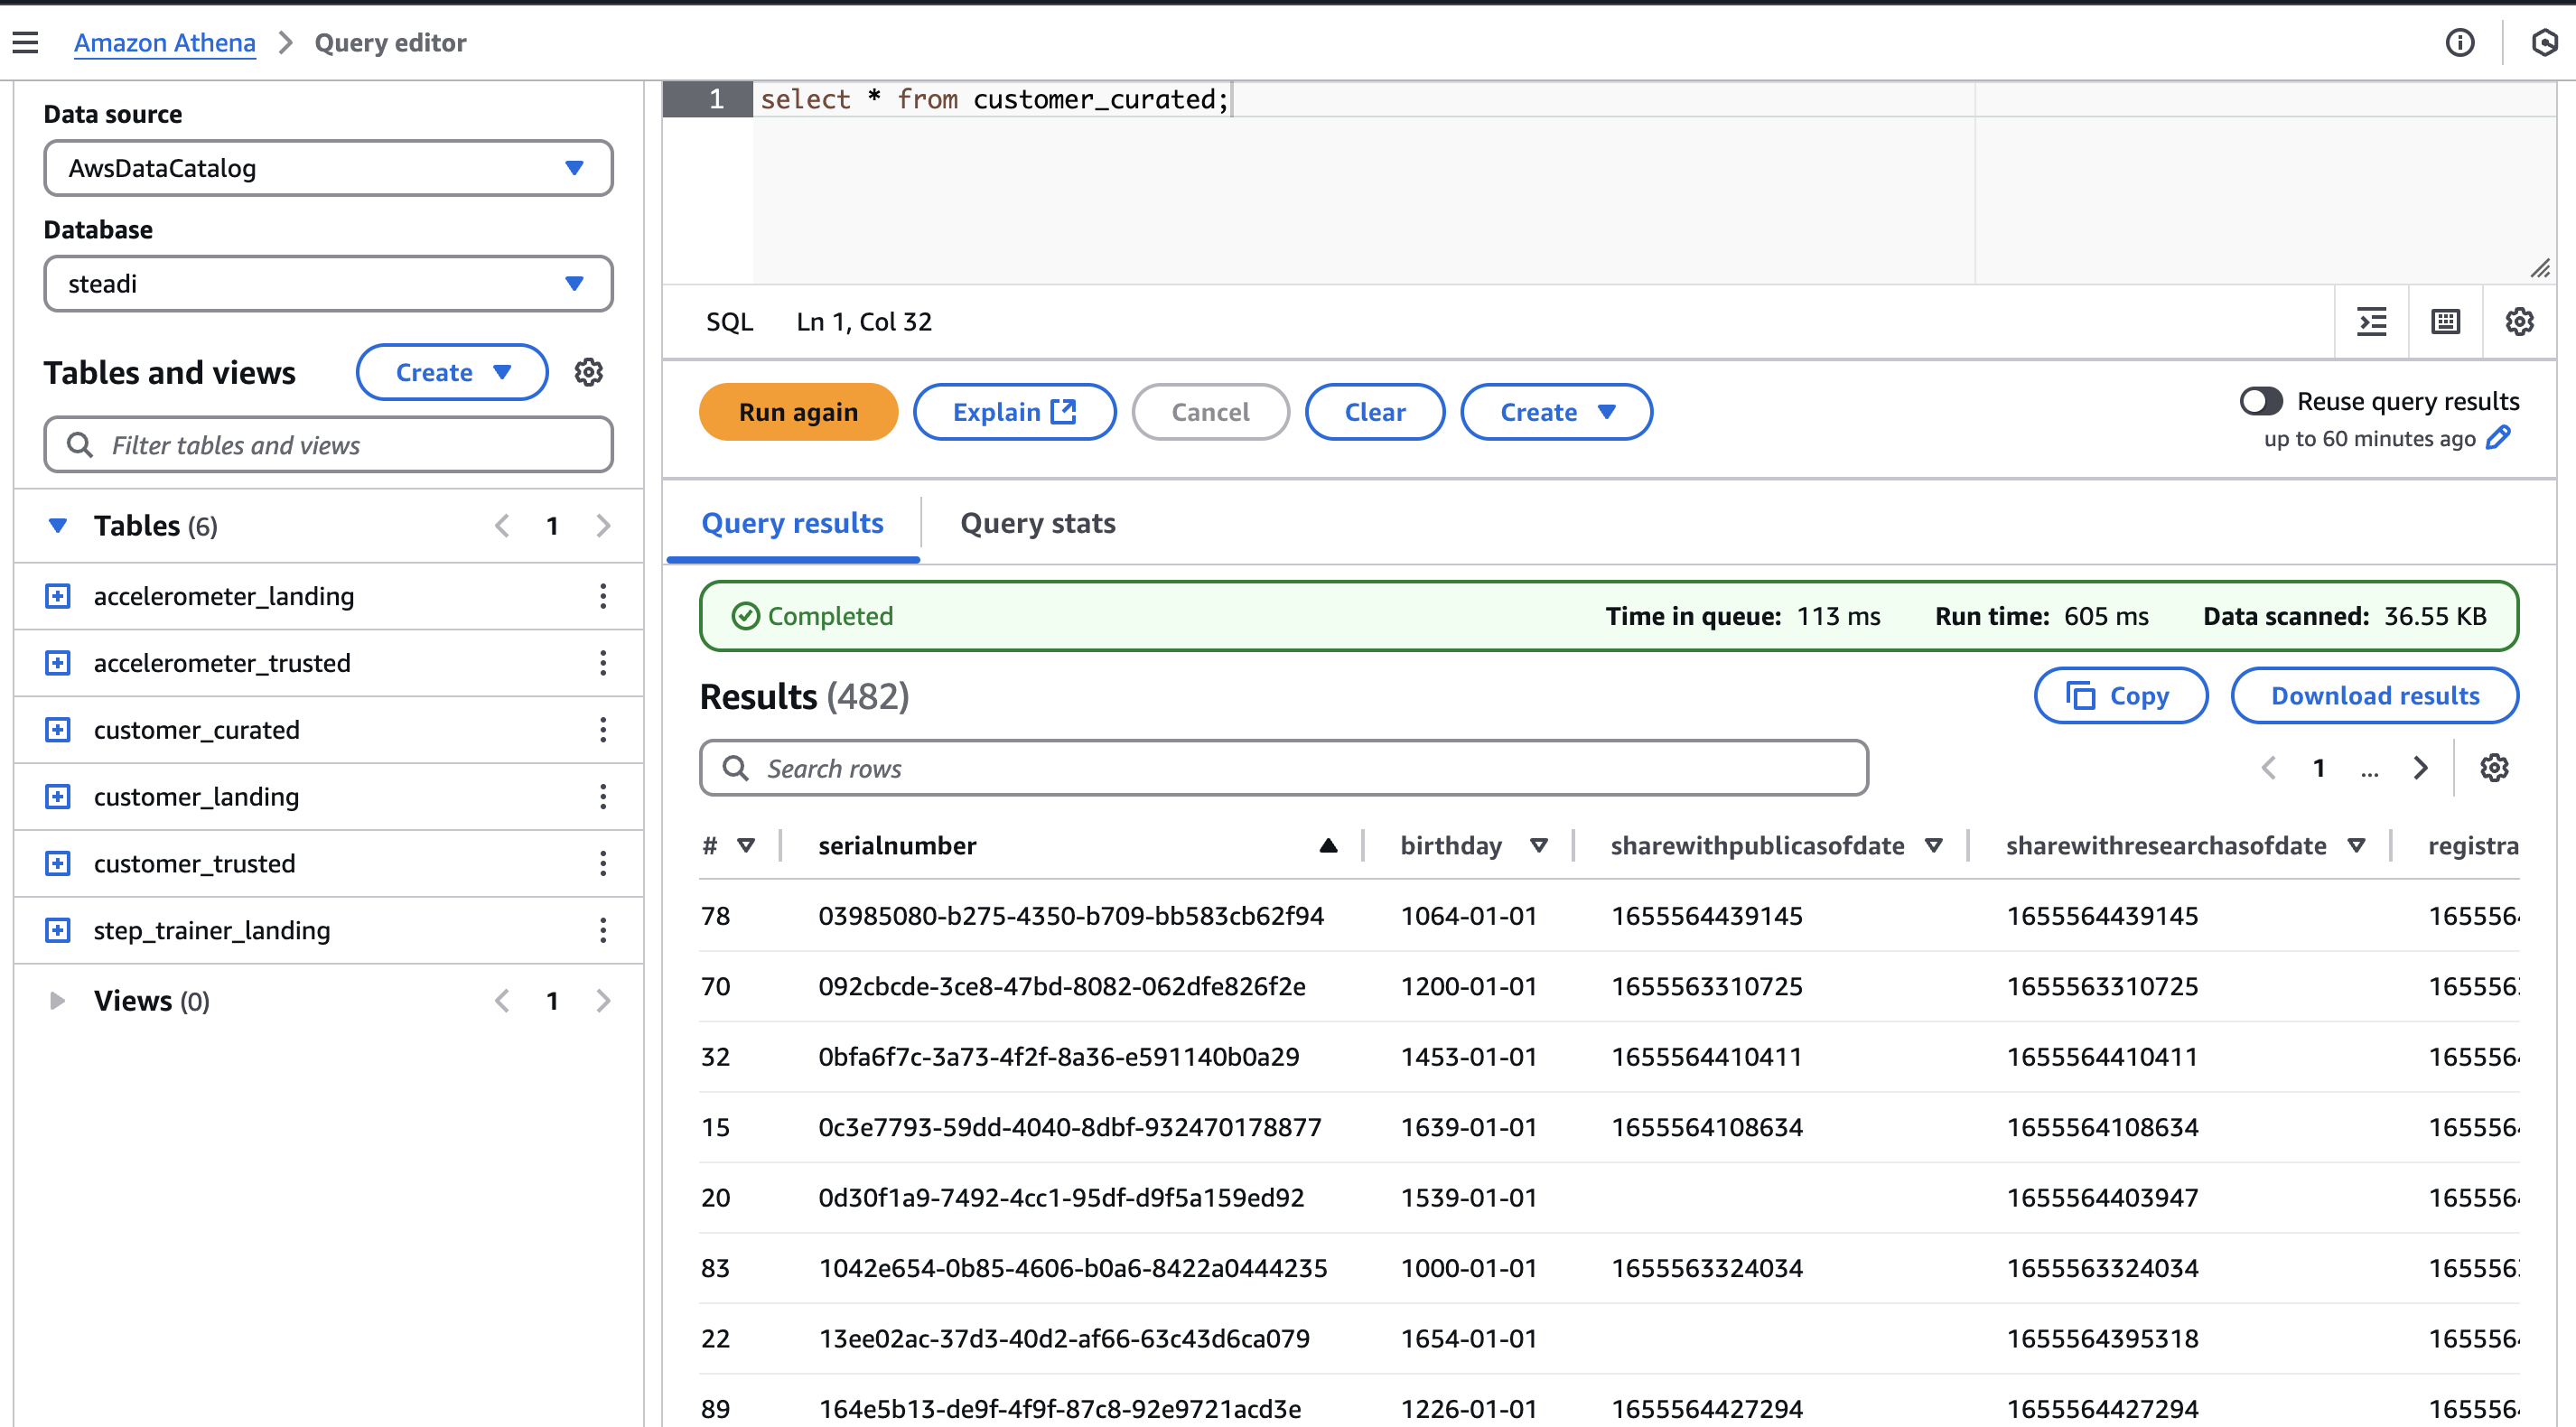 Amazon Athena > Query editor
Data source
AwsDataCatalog
Database
steadi
Tables and views
Create
Filter tables and views
Tables (6)
1
accelerometer_landing
accelerometer_trusted
customer_curated
customer_landing
customer_trusted
step_trainer_landing
Views (0)
1
1 select * from customer_curated;
SQL Ln 1, Col 32
Run again Explain Cancel Clear Create
Reuse query results
up to 60 minutes ago
Query results Query stats
Completed Time in queue: 113 ms Run time: 605 ms Data scanned: 36.55 KB
Results (482) Copy Download results
Search rows 1 ...
# serialnumber birthday sharewithpublicasofdate sharewithresearchasofdate registra
78 03985080-b275-4350-b709-bb583cb62f94 1064-01-01 1655564439145 1655564439145 165556
70 092cbcde-3ce8-47bd-8082-062dfe826f2e 1200-01-01 1655563310725 1655563310725 165556
32 0bfa6f7c-3a73-4f2f-8a36-e591140b0a29 1453-01-01 1655564410411 1655564410411 165556
15 0c3e7793-59dd-4040-8dbf-932470178877 1639-01-01 1655564108634 1655564108634 165556
20 0d30f1a9-7492-4cc1-95df-d9f5a159ed92 1539-01-01 1655564403947 165556
83 1042e654-0b85-4606-b0a6-8422a0444235 1000-01-01 1655563324034 1655563324034 165556
22 13ee02ac-37d3-40d2-af66-63c43d6ca079 1654-01-01 1655564395318 165556
89 164e5b13-de9f-4f9f-87c8-92e9721acd3e 1226-01-01 1655564427294 1655564427294 165556